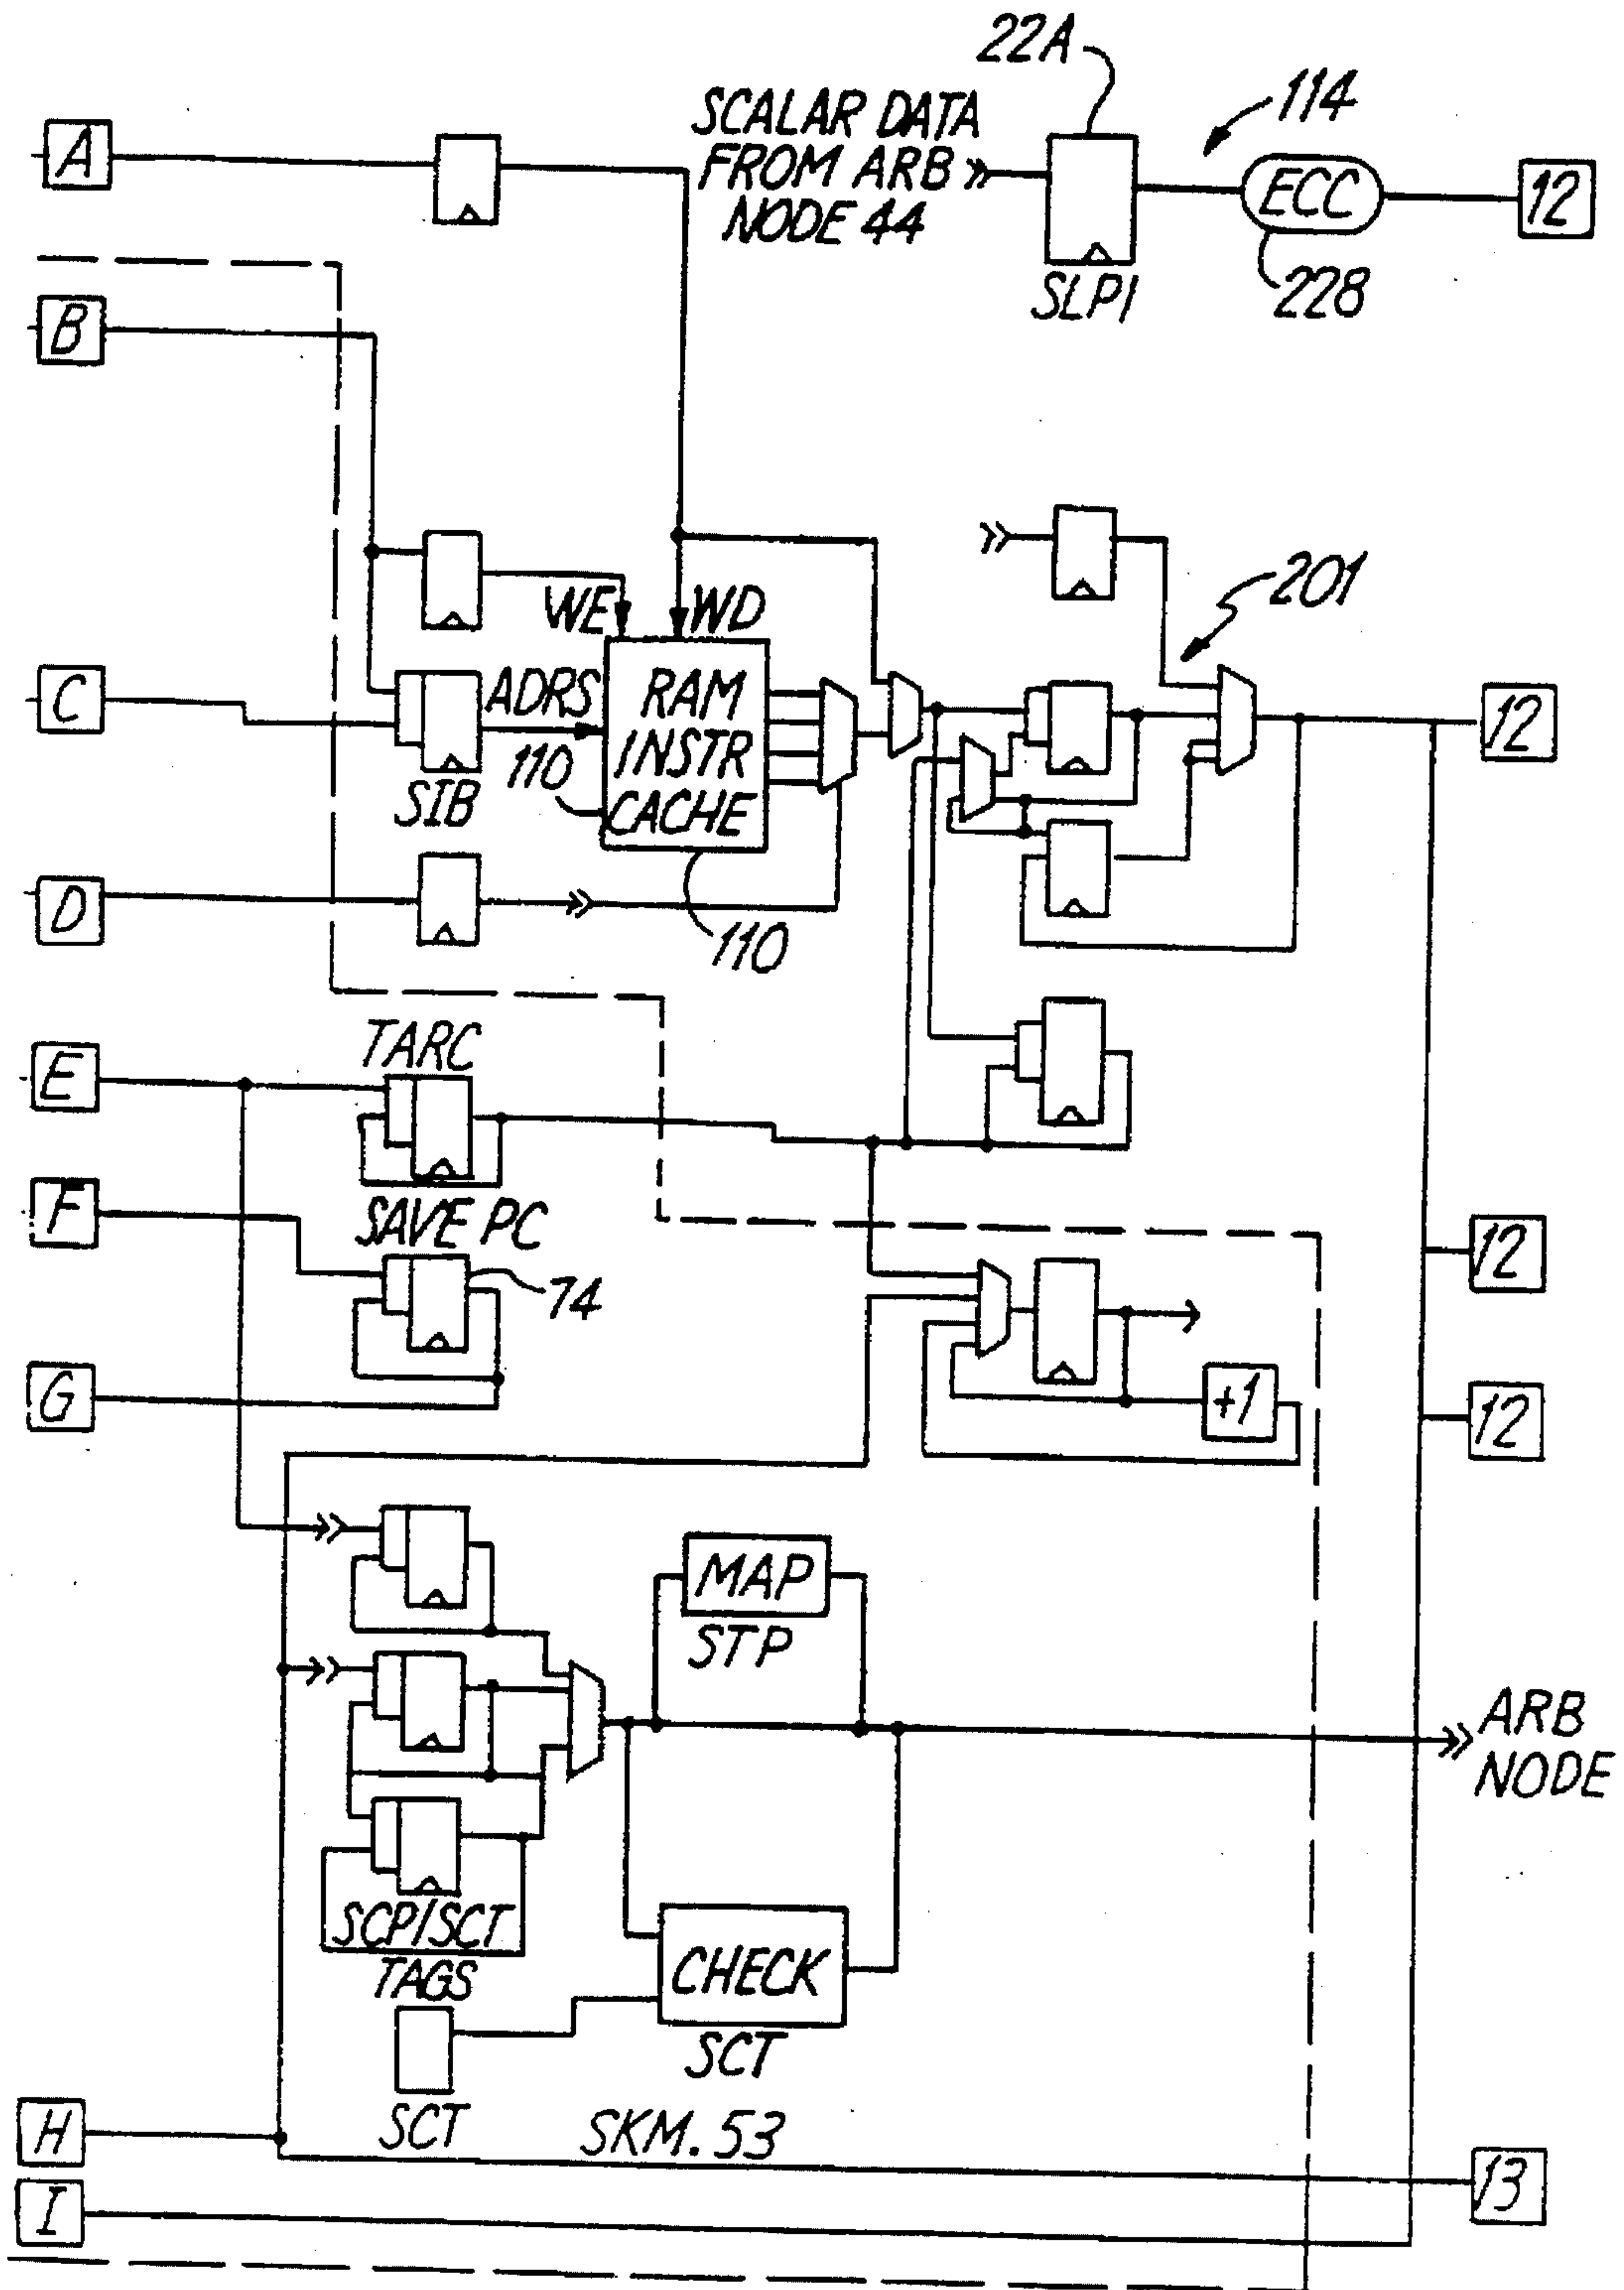 22A
114
A
SCALAR DATA
FROM ARB
NODE 44
ECC
12
SLPI
228
B
201
WE
WD
C
ADRS
RAM
INSTR
CACHE
110
SIB
12
D
110
TARC
E
F
SAVE PC
74
12
G
+1
12
MAP
STP
ARB
NODE
SCP/SCT
TAGS
CHECK
SCT
SCT
H
SKM. 53
13
I